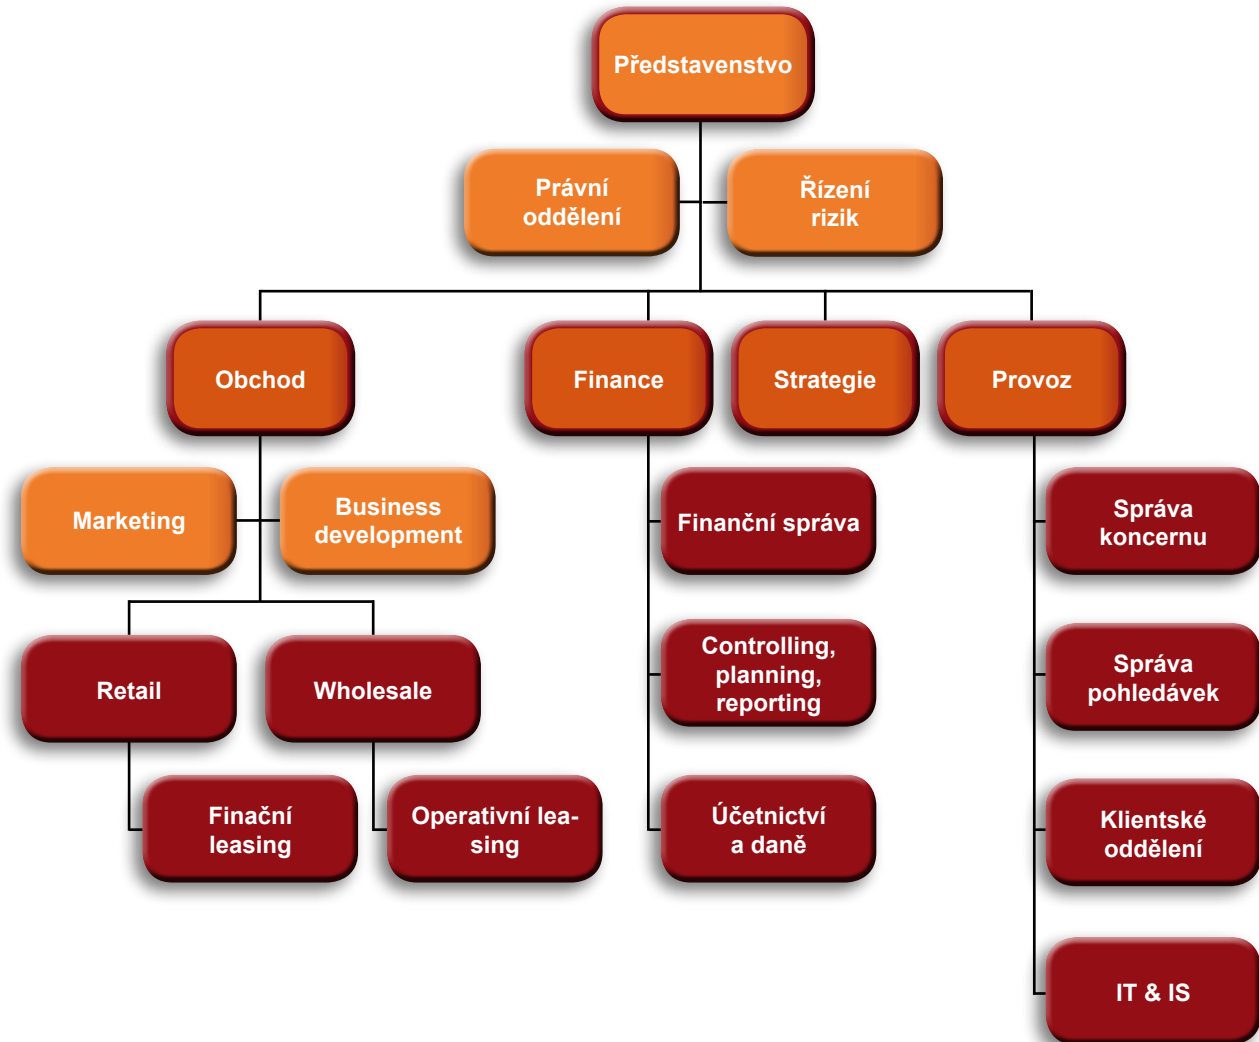 Představenstvo
Právní
oddělení
Řízení
rizik
Obchod
Finance
Strategie
Provoz
Marketing
Business
development
Finanční správa
Správa
koncernu
Retail
Wholesale
Controlling,
planning,
reporting
Správa
pohledávek
Finační
leasing
Operativní lea-
sing
Účetnictví
a daně
Klientské
oddělení
IT & IS